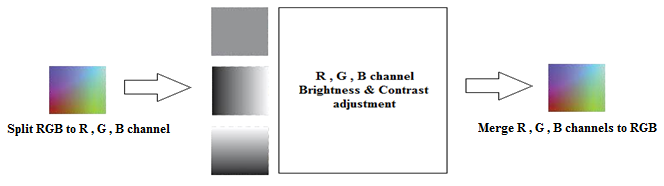 Split RGB to R , G , B channel
R , G , B channel
Brightness & Contrast
adjustment
Merge R , G , B channels to RGB